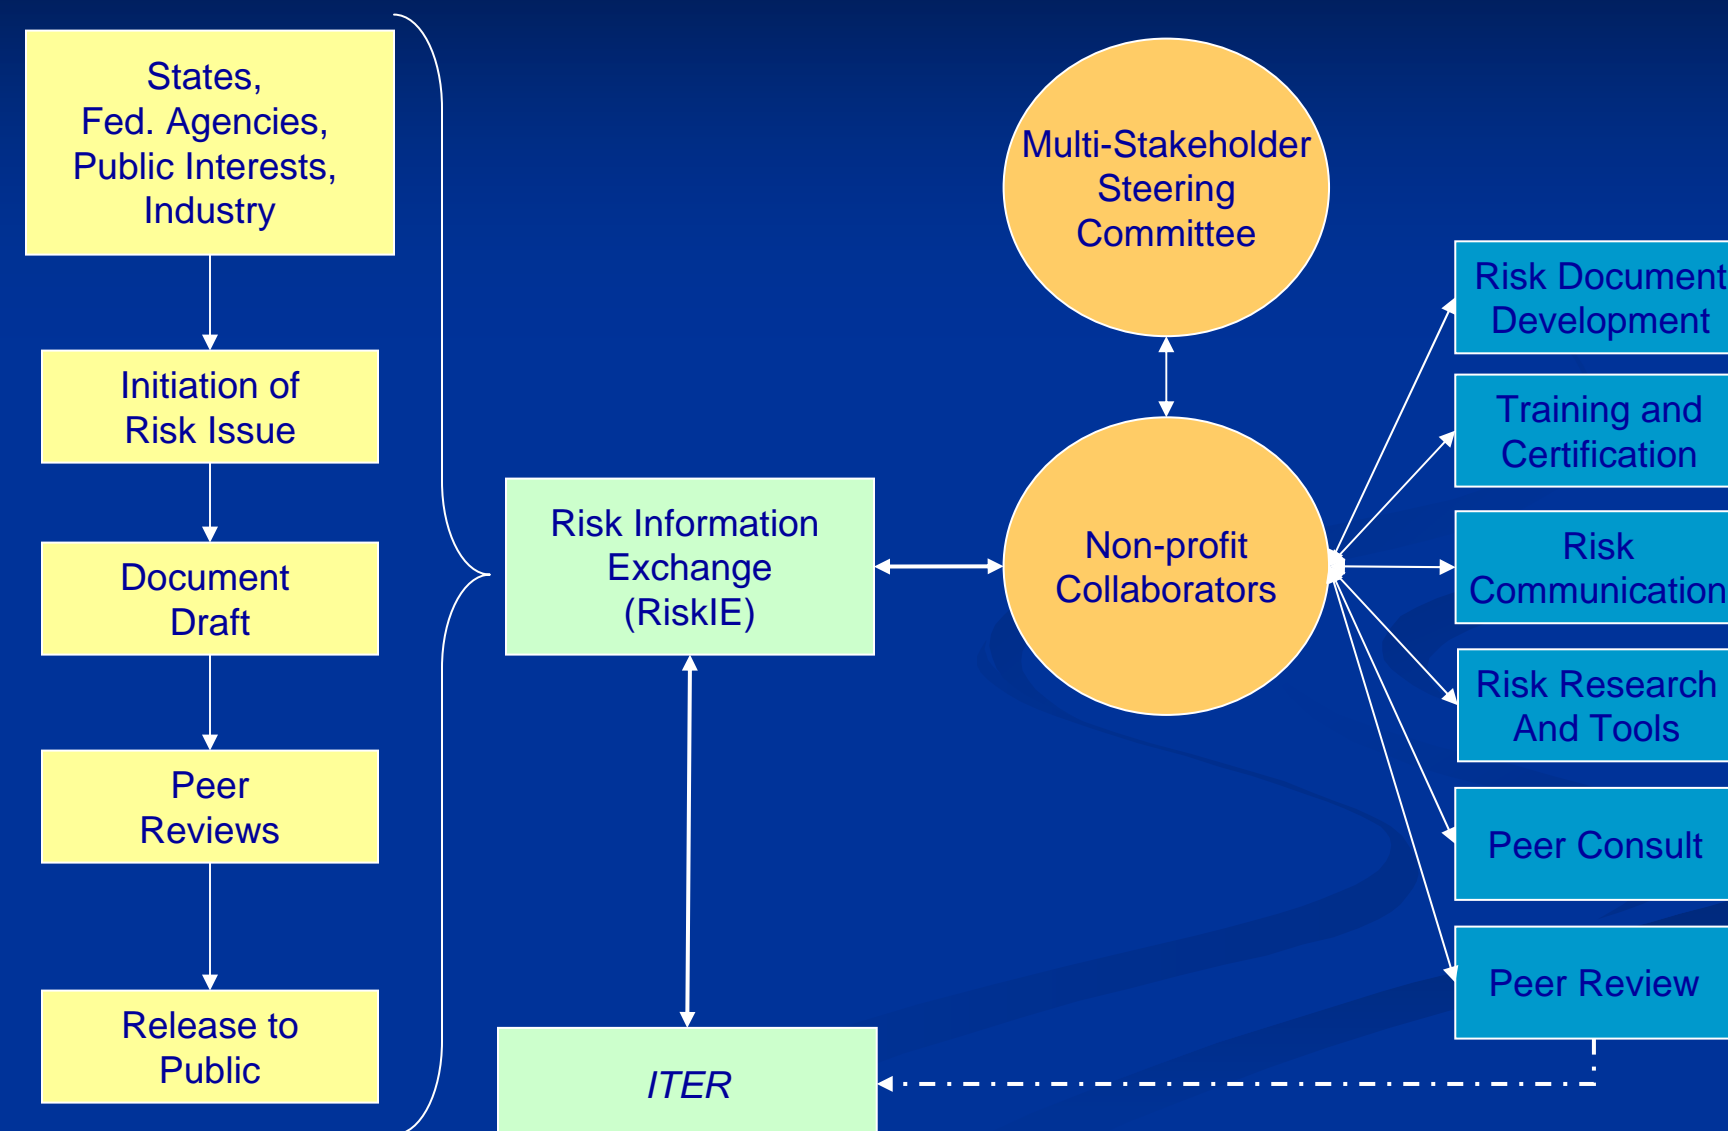 States,
Fed. Agencies,
Public Interests,
Industry
Initiation of
Risk Issue
Document
Draft
Peer
Reviews
Release to
Public
Risk Information
Exchange
(RiskIE)
ITER
Multi-Stakeholder
Steering
Committee
Non-profit
Collaborators
Risk Document
Development
Training and
Certification
Risk
Communication
Risk Research
And Tools
Peer Consult
Peer Review